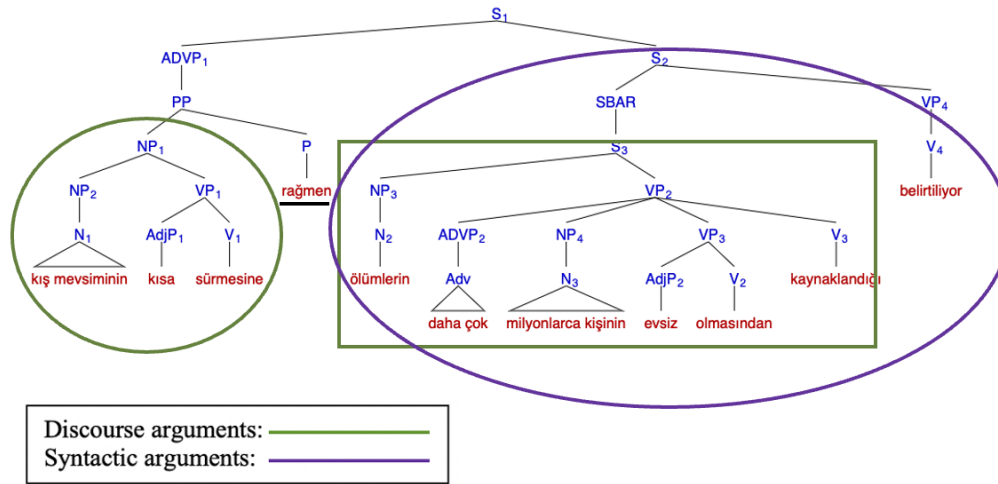 S1
ADVP1 S2
PP SBAR VP4
NP1 P S3 V4
NP2 VP1 rağmen NP3 VP2 belirtiliyor
N1 AdjP1 V1 N2 ADVP2 NP4 VP3 V3
kış mevsiminin kısa sürmesine ölümlerin Adv N3 AdjP2 V2 kaynaklandığı
daha çok milyonlarca kişinin evsiz olmasından
Discourse arguments:
Syntactic arguments: